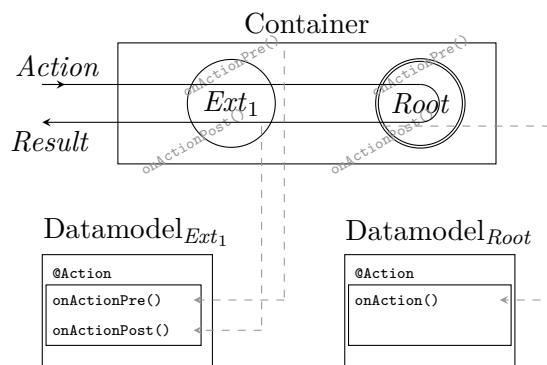 Container
onActionPre()
onActionPre()
Action
Ext1
Root
Result
onActionPost()
onActionPost()
DatamodelExt1
DatamodelRoot
@Action
@Action
onActionPre()
onAction()
onActionPost()